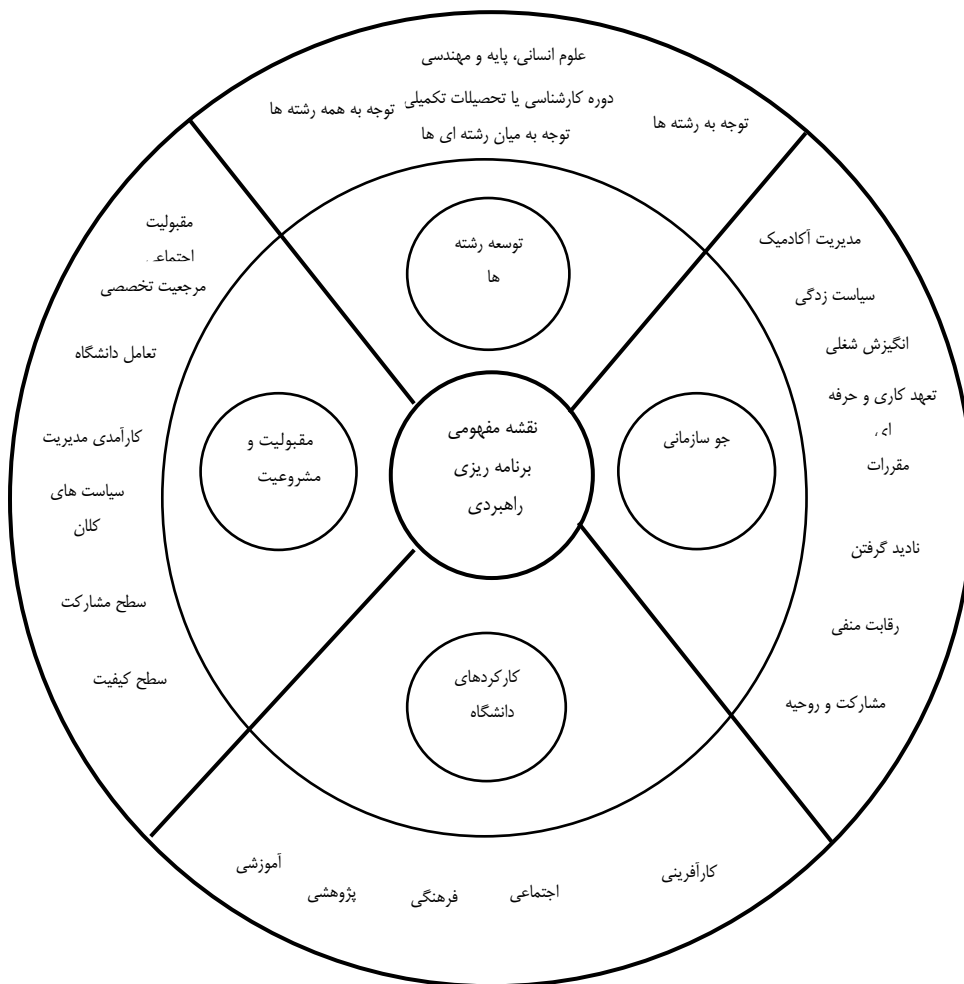 علوم انسانی، پایه و مهندسی
دوره کارشناسی یا تحصیلات تکمیلی
توجه به همه رشته ها
توجه به میان رشته ای ها
توجه به رشته ها
توسعه رشته
ها
مدیریت آکادمیک
سیاست زدگی
انگیزش شغلی
تعهد کاری و حرفه
ای
مقررات
نادید گرفتن
رقابت منفی
مشارکت و روحیه
جو سازمانی
نقشه مفهومی
برنامه ریزی
راهبردی
مقبولیت و
مشروعیت
مقبولیت
اجتماعی
مرجعیت تخصصی
تعامل دانشگاه
کارآمدی مدیریت
سیاست های
کلان
سطح مشارکت
سطح کیفیت
کارکردهای
دانشگاه
کارآفرینی
اجتماعی
فرهنگی
پژوهشی
آموزشی